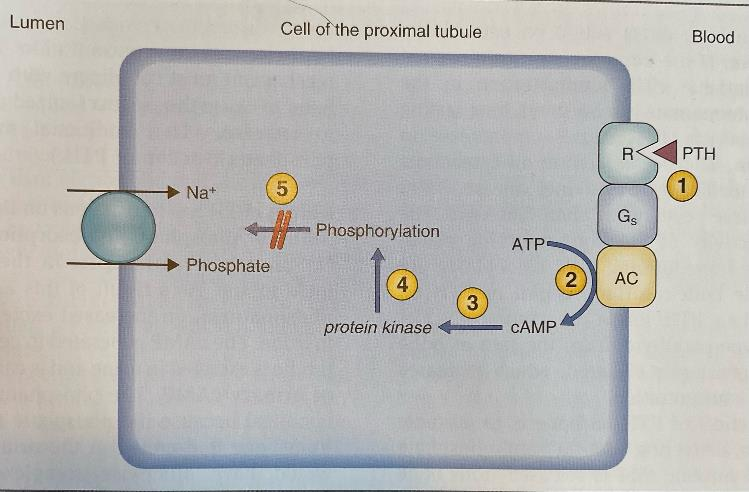 Lumen
Cell of the proximal tubule
Blood
R
PTH
1
Na⁺
5
Gₛ
Phosphorylation
ATP
Phosphate
4
2
AC
3
protein kinase
cAMP